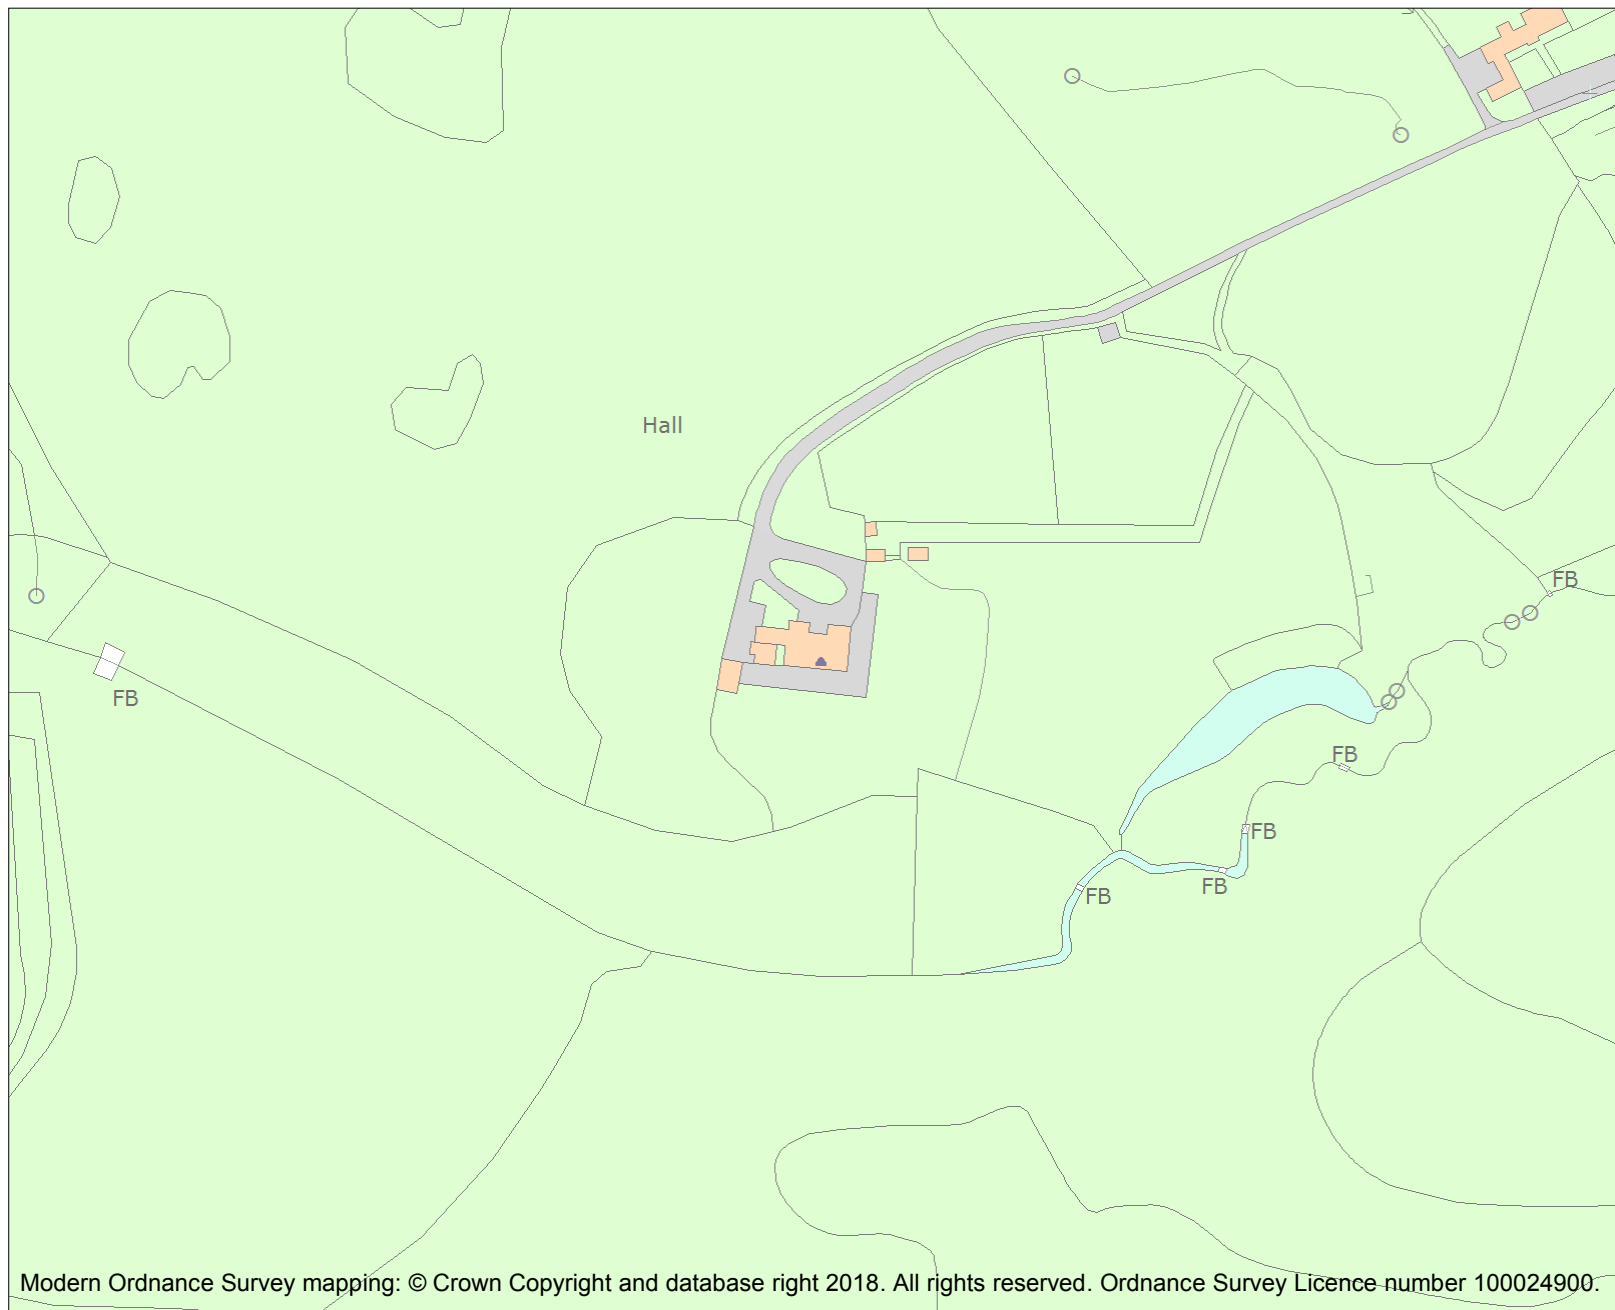 Hall
FB
FB
FB
FB
FB
FB
Modern Ordnance Survey mapping: © Crown Copyright and database right 2018. All rights reserved. Ordnance Survey Licence number 100024900.